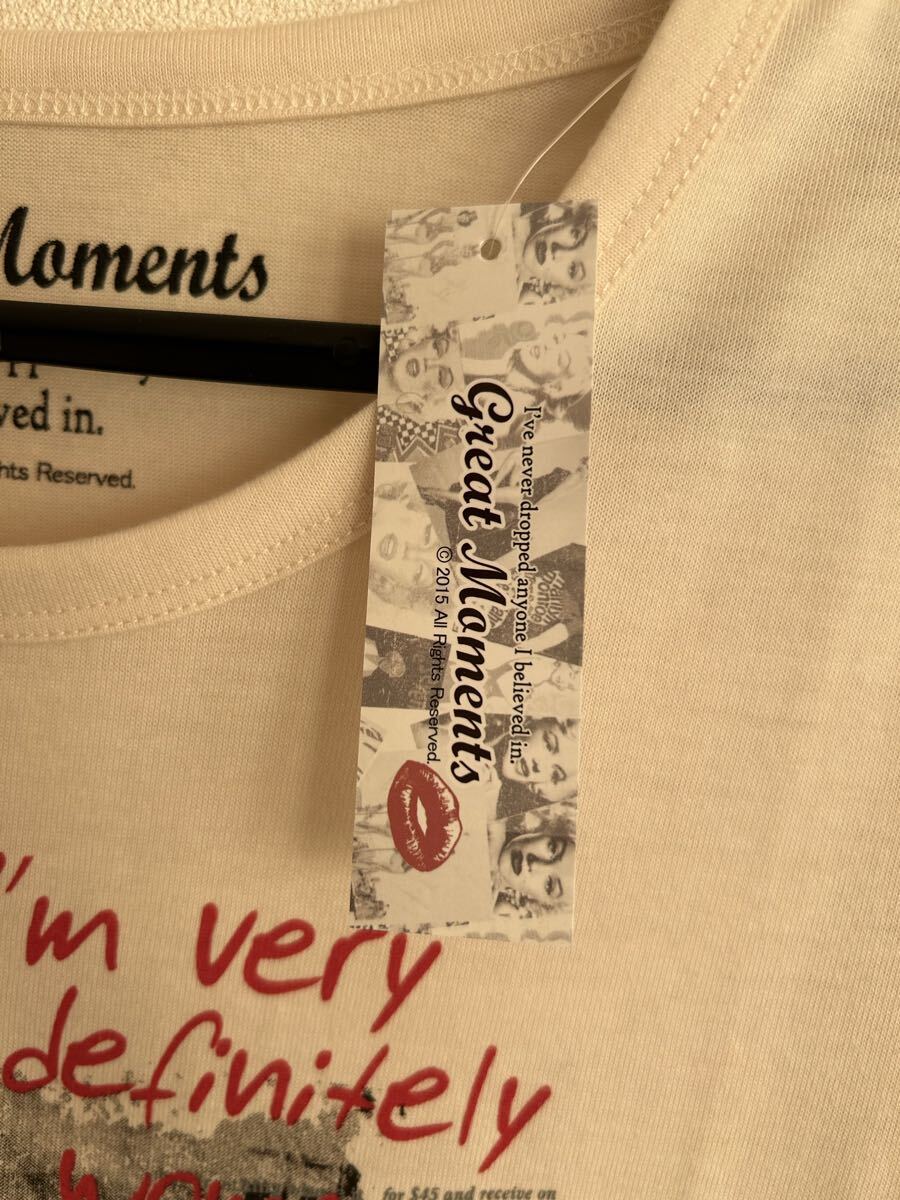 Moments
ved in.
hts Reserved.
I've never dropped anyone I believed in.
Great Moments
© 2015 All Rights Reserved.
I'm very
definitely
for $45 and receive on